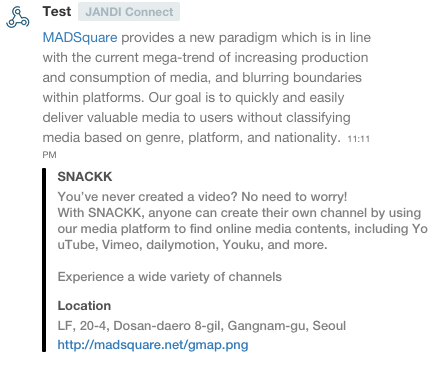 Test JANDI Connect
MADSquare provides a new paradigm which is in line
with the current mega-trend of increasing production
and consumption of media, and blurring boundaries
within platforms. Our goal is to quickly and easily
deliver valuable media to users without classifying
media based on genre, platform, and nationality. 11:11
PM
SNACKK
You've never created a video? No need to worry!
With SNACKK, anyone can create their own channel by using
our media platform to find online media contents, including Yo
uTube, Vimeo, dailymotion, Youku, and more.
Experience a wide variety of channels
Location
LF, 20-4, Dosan-daero 8-gil, Gangnam-gu, Seoul
http://madsquare.net/gmap.png